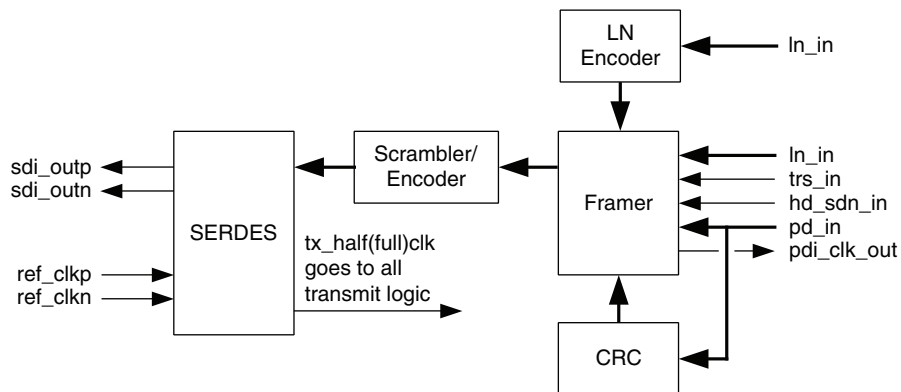 LN
Encoder
ln_in
sdi_outp
sdi_outn
SERDES
Scrambler/
Encoder
Framer
ln_in
trs_in
hd_sdn_in
pd_in
pdi_clk_out
ref_clkp
ref_clkn
tx_half(full)clk
goes to all
transmit logic
CRC